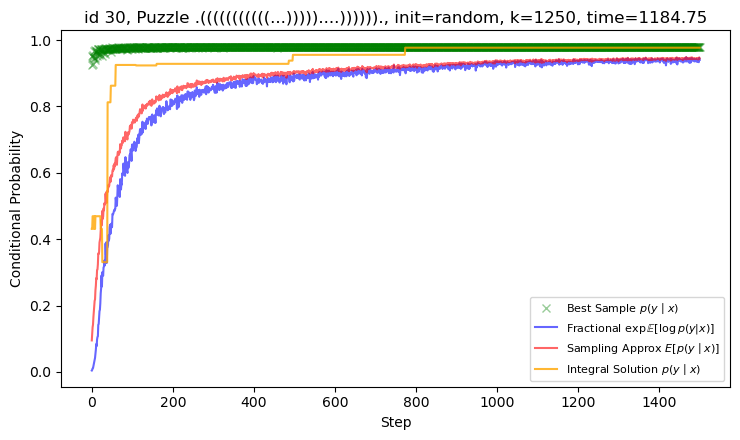 id 30, Puzzle .(((((((((((...)))))....))))))., init=random, k=1250, time=1184.75
1.0
0.8
0.6
0.4
0.2
0.0
Conditional Probability
Best Sample p(y | x)
Fractional exp𝔼[log p(y|x)]
Sampling Approx E[p(y | x)]
Integral Solution p(y | x)
0 200 400 600 800 1000 1200 1400
Step